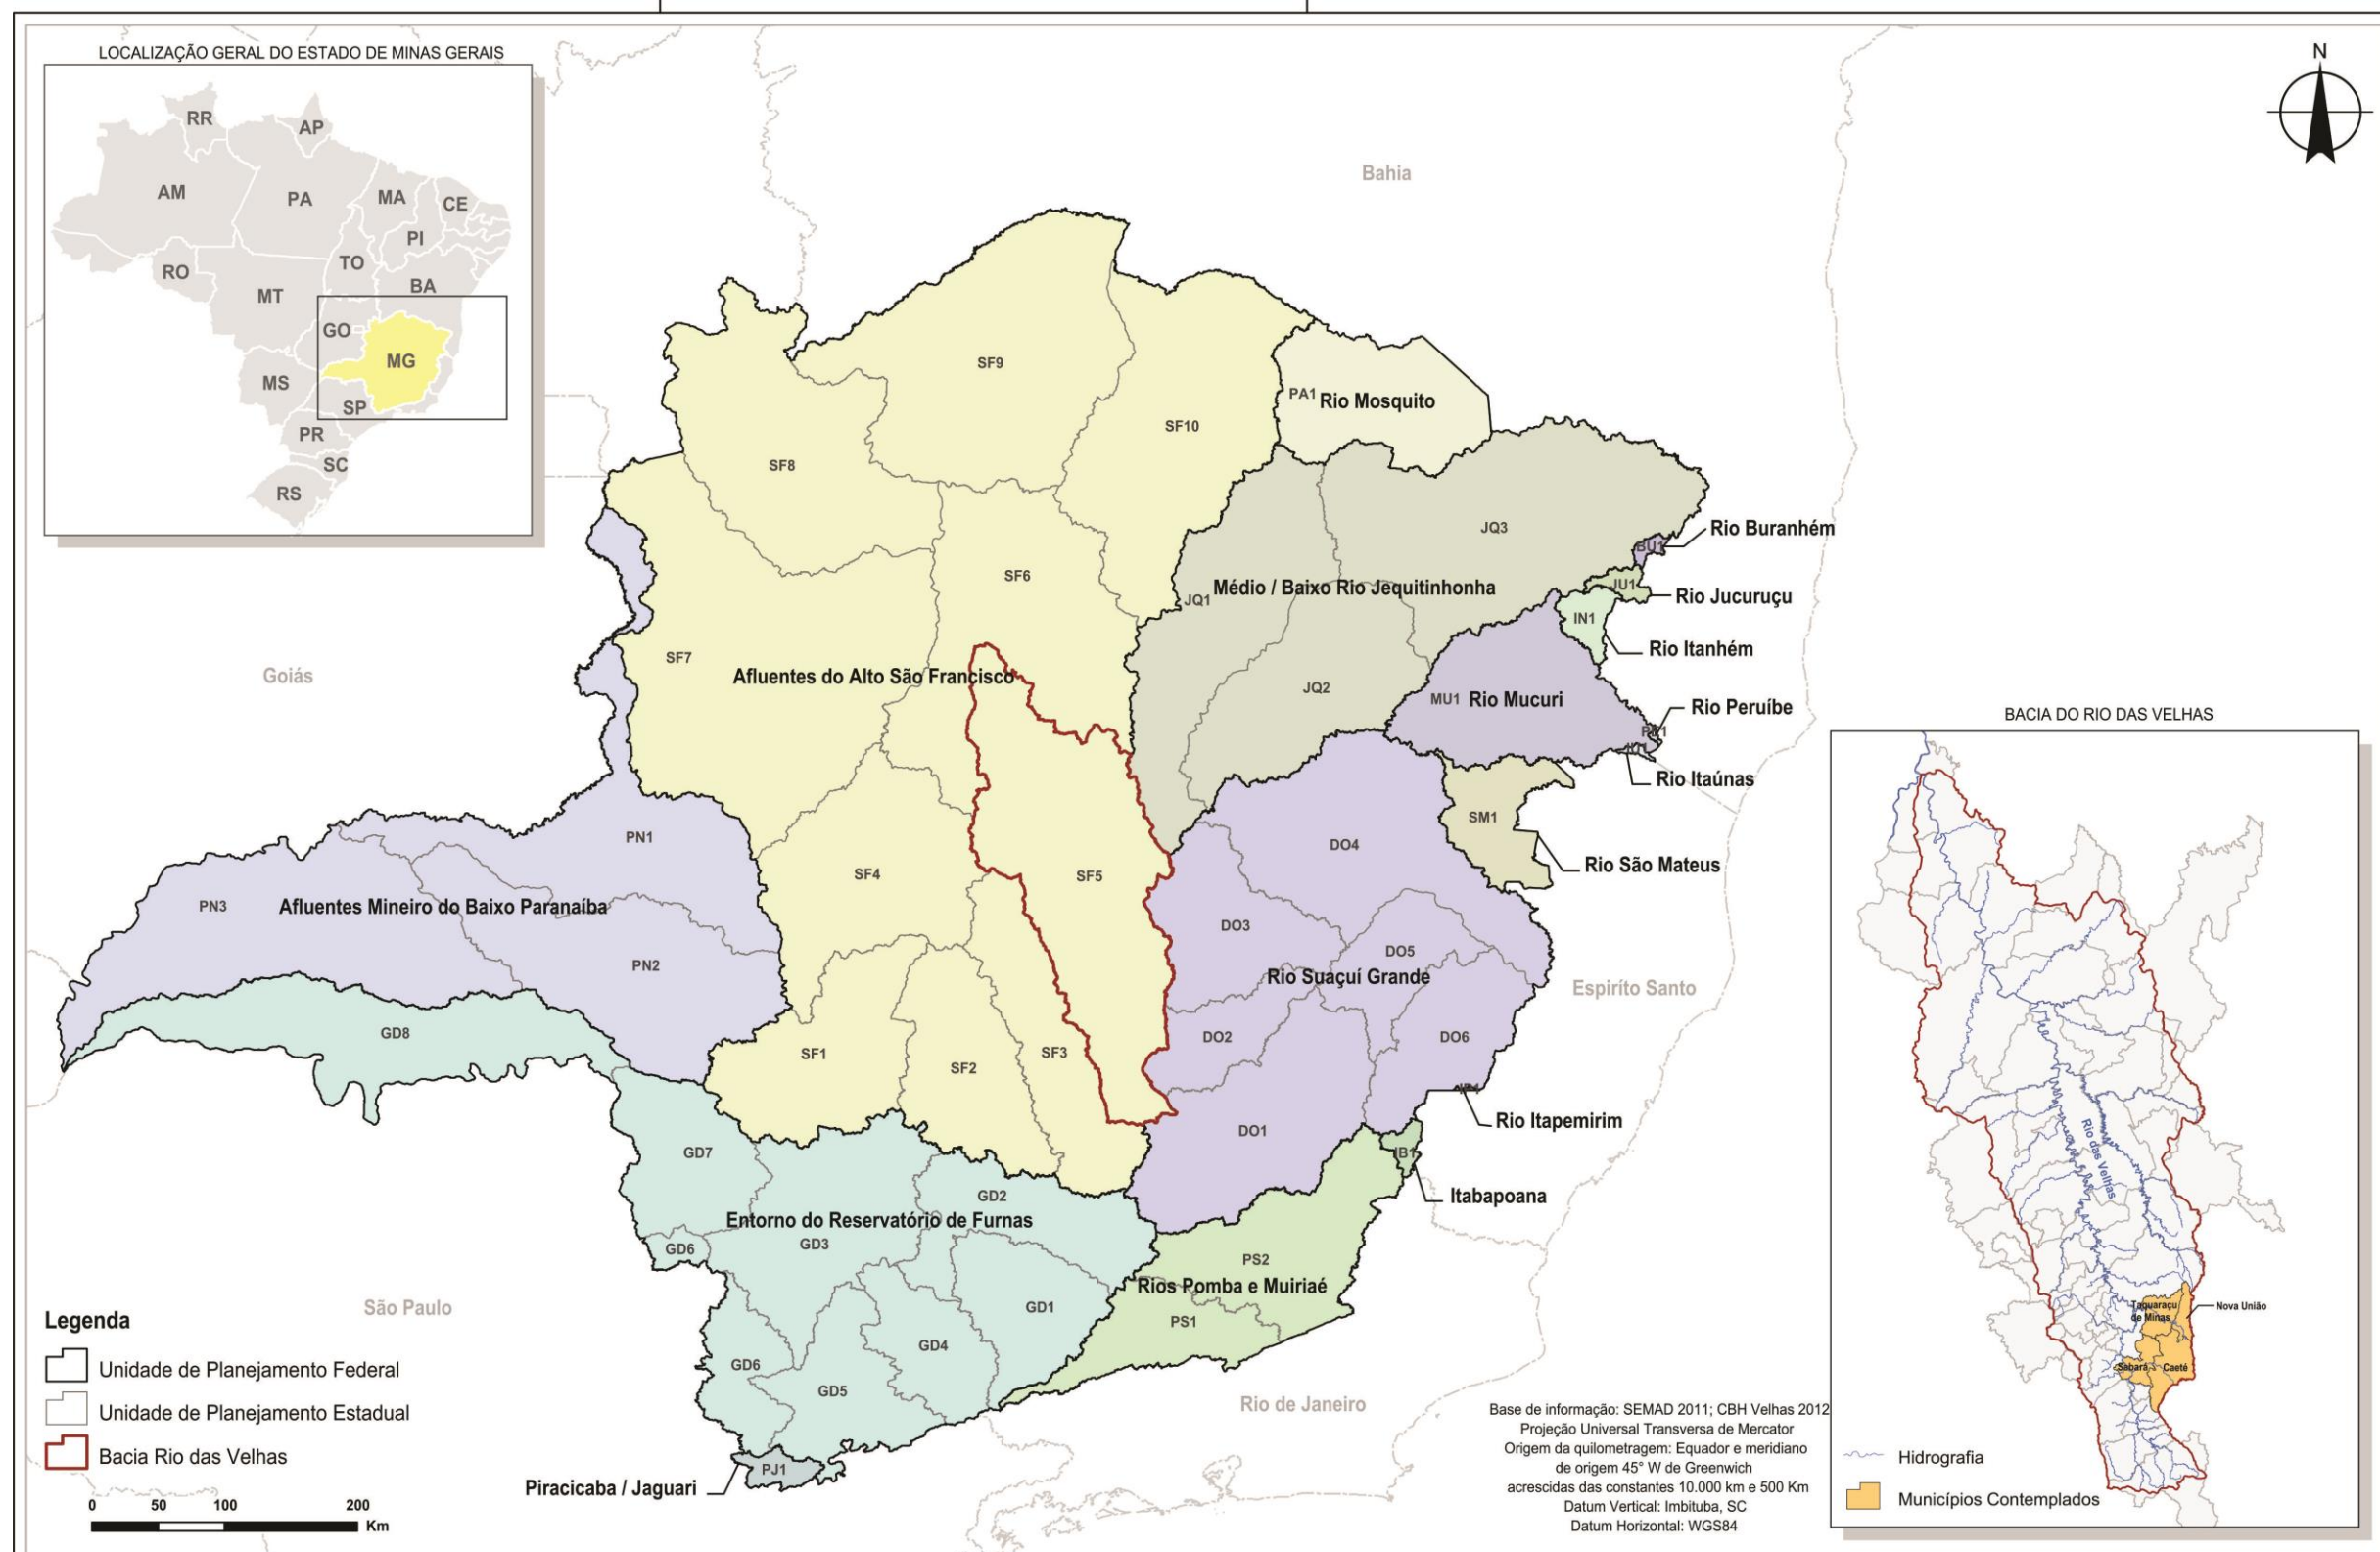 LOCALIZAÇÃO GERAL DO ESTADO DE MINAS GERAIS
RR
AP
AM
PA
MA
CE
PI
TO
RO
BA
MT
GO
MG
MS
SP
PR
SC
RS
N
Bahia
Goiás
São Paulo
Rio de Janeiro
Espiríto Santo
SF9
PA1
Rio Mosquito
SF10
SF8
JQ3
Rio Buranhém
BU1
SF6
JU1
Médio / Baixo Rio Jequitinhonha
JQ1
Rio Jucuruçu
IN1
Rio Itanhém
SF7
Afluentes do Alto São Francisco
JQ2
MU1
Rio Mucuri
Rio Peruíbe
Rio Itaúnas
SM1
PN1
DO4
Rio São Mateus
SF4
SF5
PN3
Afluentes Mineiro do Baixo Paranaíba
DO3
DO5
PN2
Rio Suaçuí Grande
GD8
DO2
DO6
SF1
SF3
SF2
Rio Itapemirim
DO1
GD7
IB1
Itabapoana
GD2
Entorno do Reservatório de Furnas
GD3
GD6
PS2
Rios Pomba e Muiriaé
GD1
PS1
GD4
GD6
GD5
PJ1
Piracicaba / Jaguari
Legenda
Unidade de Planejamento Federal
Unidade de Planejamento Estadual
Bacia Rio das Velhas
0 50 100 200
Km
Base de informação: SEMAD 2011; CBH Velhas 2012
Projeção Universal Transversa de Mercator
Origem da quilometragem: Equador e meridiano
de origem 45° W de Greenwich
acrescidas das constantes 10.000 km e 500 Km
Datum Vertical: Imbituba, SC
Datum Horizontal: WGS84
BACIA DO RIO DAS VELHAS
Rio das Velhas
Taquaraçu
de Minas
Nova União
Sabará
Caeté
Hidrografia
Municípios Contemplados